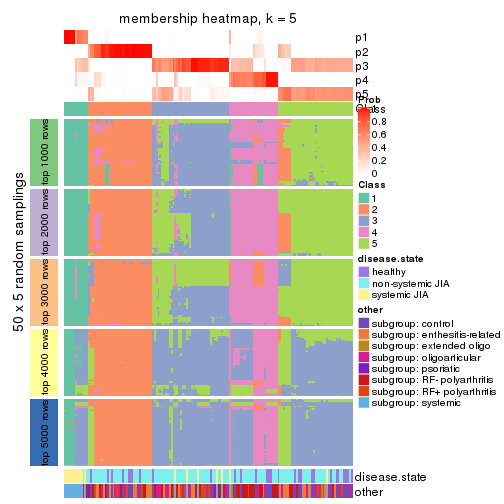 membership heatmap, k = 5
p1
p2
p3
p4
p5
Class
Prob
1
0.8
0.6
0.4
0.2
0
Class
1
2
3
4
5
disease.state
healthy
non-systemic JIA
systemic JIA
other
subgroup: control
subgroup: enthesitis-related
subgroup: extended oligo
subgroup: oligoarticular
subgroup: psoriatic
subgroup: RF- polyarthritis
subgroup: RF+ polyarthritis
subgroup: systemic
50 x 5 random samplings
top 1000 rows
top 2000 rows
top 3000 rows
top 4000 rows
top 5000 rows
disease.state
other